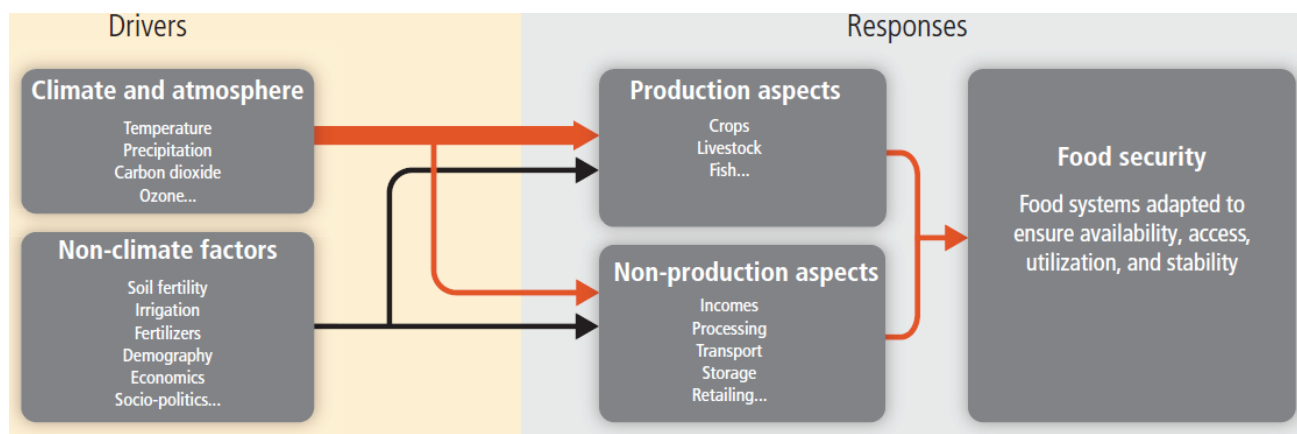 Drivers
Responses
Climate and atmosphere
Temperature
Precipitation
Carbon dioxide
Ozone...
Non-climate factors
Soil fertility
Irrigation
Fertilizers
Demography
Economics
Socio-politics...
Production aspects
Crops
Livestock
Fish...
Non-production aspects
Incomes
Processing
Transport
Storage
Retailing...
Food security
Food systems adapted to
ensure availability, access,
utilization, and stability